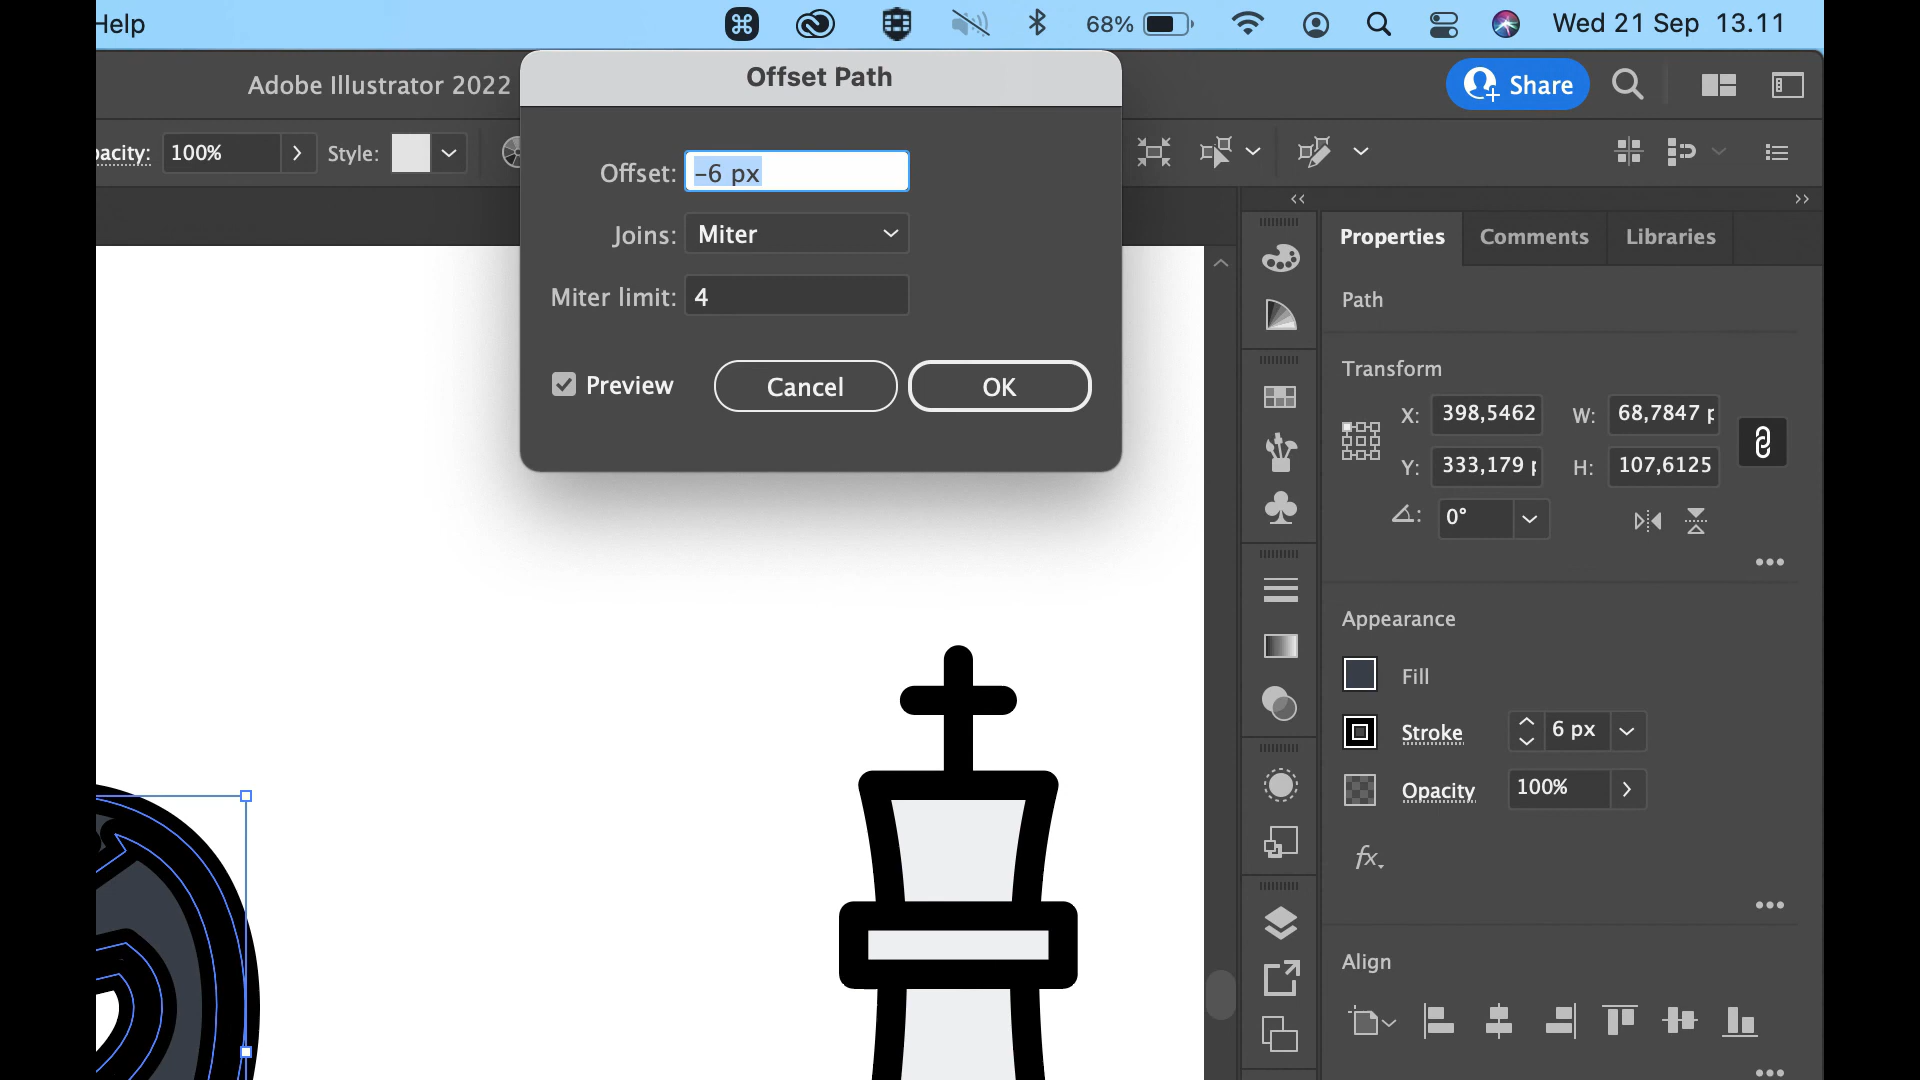 Help
68%
Wed 21 Sep 13.11
Adobe Illustrator 2022
Offset Path
Share
pacity: 100%
Style:
Offset: -6 px
Joins: Miter
Miter limit: 4
Preview
Cancel
OK
Properties
Comments
Libraries
Path
Transform
X: 398,5462
W: 68,7847 p
Y: 333,179 p
H: 107,6125
0°
Appearance
Fill
Stroke
6 px
Opacity
100%
fx
Align